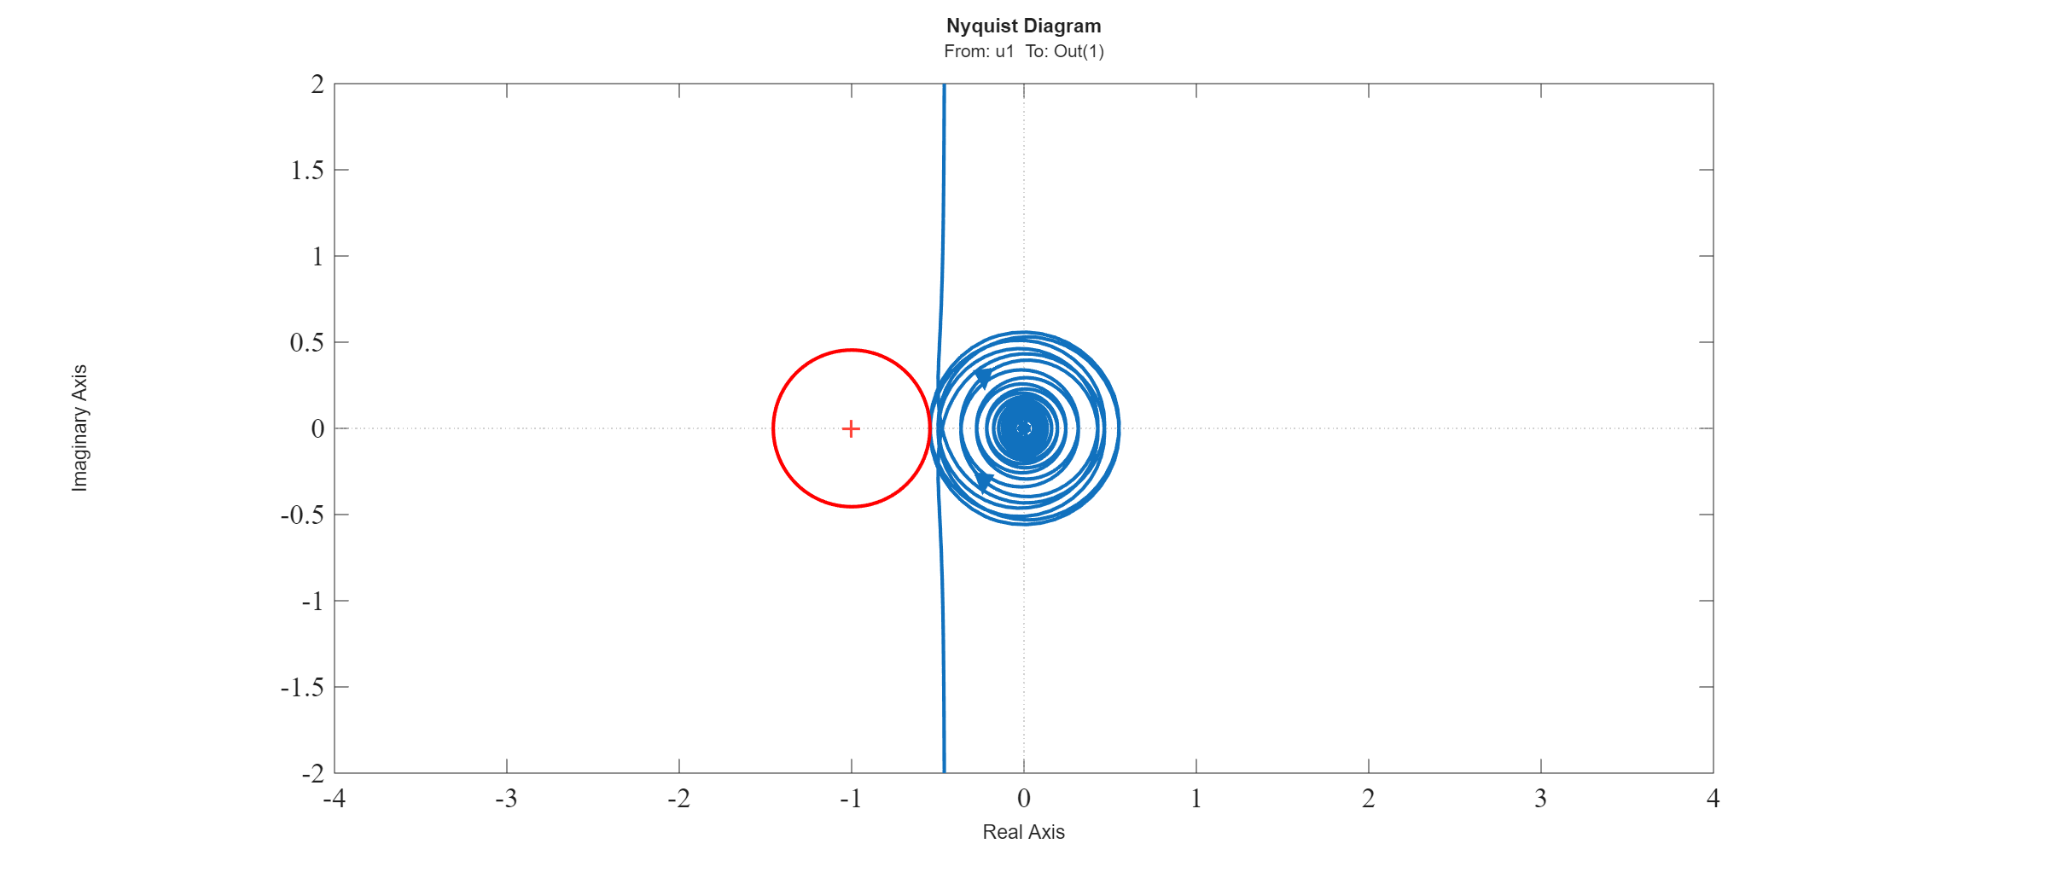 Nyquist Diagram
From: u1 To: Out(1)
2
1.5
1
0.5
0
-0.5
-1
-1.5
-2
Imaginary Axis
-4 -3 -2 -1 0 1 2 3 4
Real Axis